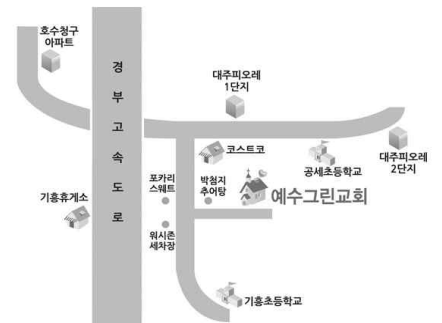 호수청구
아파트
경부고속도로
대주피오레
1단지
코스트코
공세초등학교
대주피오레
2단지
포카리
스웨트
박첨지
추어탕
기흥휴게소
예수그린교회
워시존
세차장
기흥초등학교